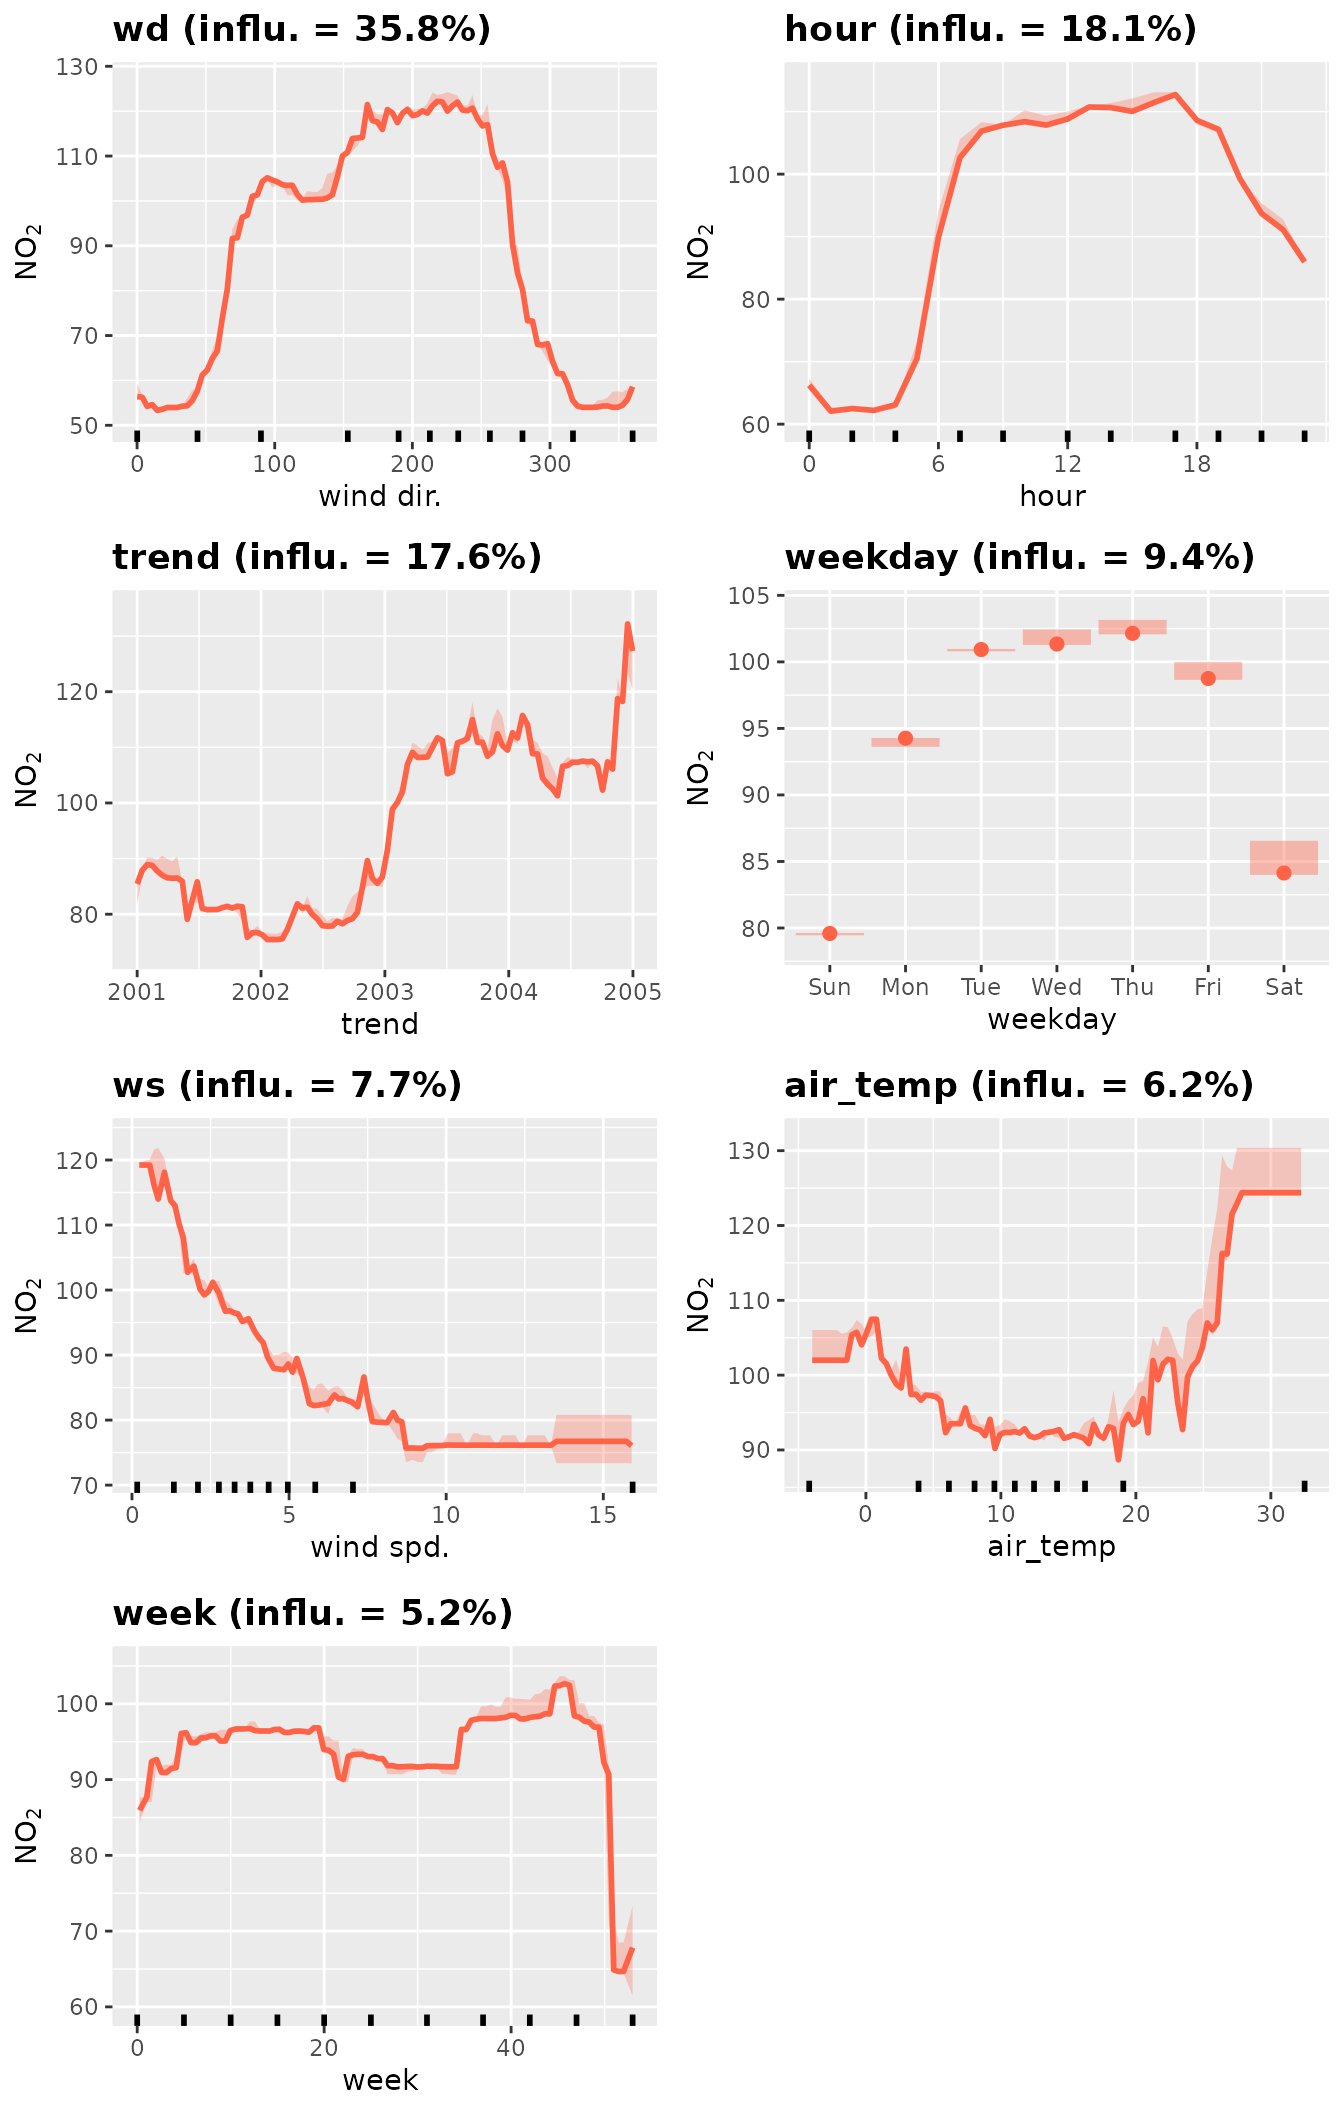 wd (influ. = 35.8%)
130
110
90
70
50
NO2
0 100 200 300
wind dir.
hour (influ. = 18.1%)
100
80
60
NO2
0 6 12 18
hour
trend (influ. = 17.6%)
120
100
80
NO2
2001 2002 2003 2004 2005
trend
weekday (influ. = 9.4%)
105
100
95
90
85
80
NO2
Sun Mon Tue Wed Thu Fri Sat
weekday
ws (influ. = 7.7%)
120
110
100
90
80
70
NO2
0 5 10 15
wind spd.
air_temp (influ. = 6.2%)
130
120
110
100
90
NO2
0 10 20 30
air_temp
week (influ. = 5.2%)
100
90
80
70
60
NO2
0 20 40
week